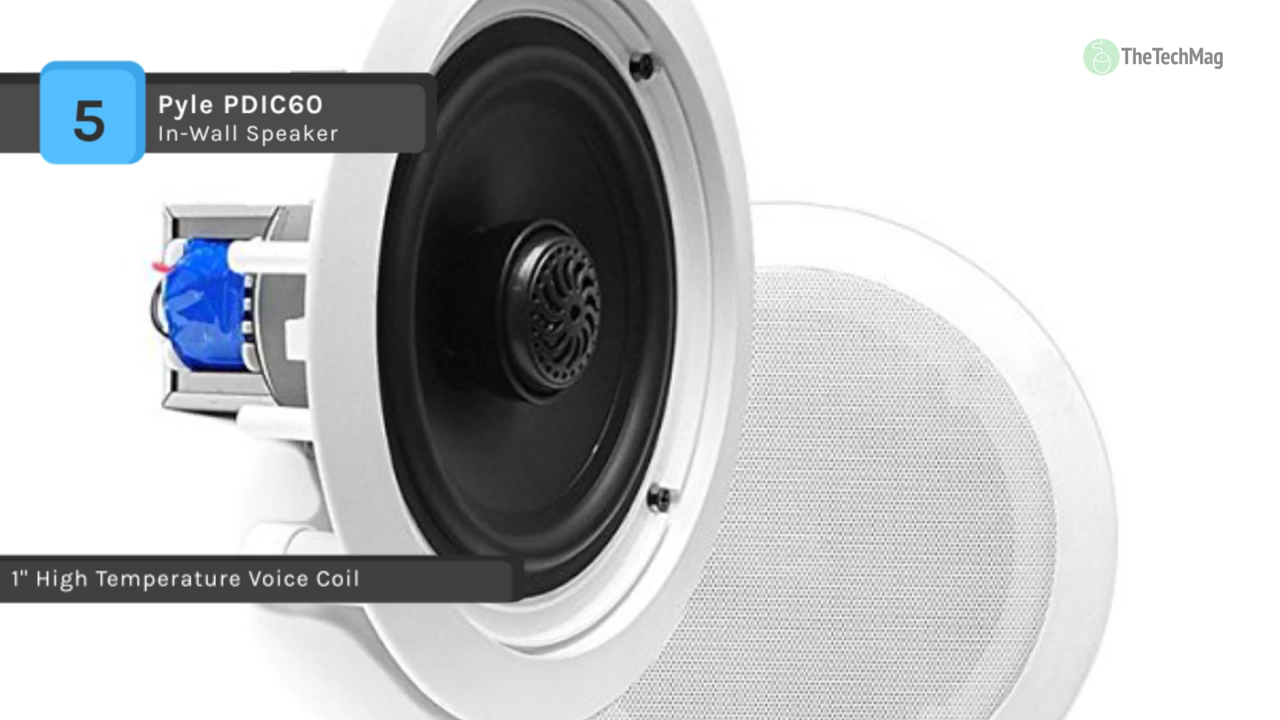 5
Pyle PDIC60
In-Wall Speaker
TheTechMag
1" High Temperature Voice Coil